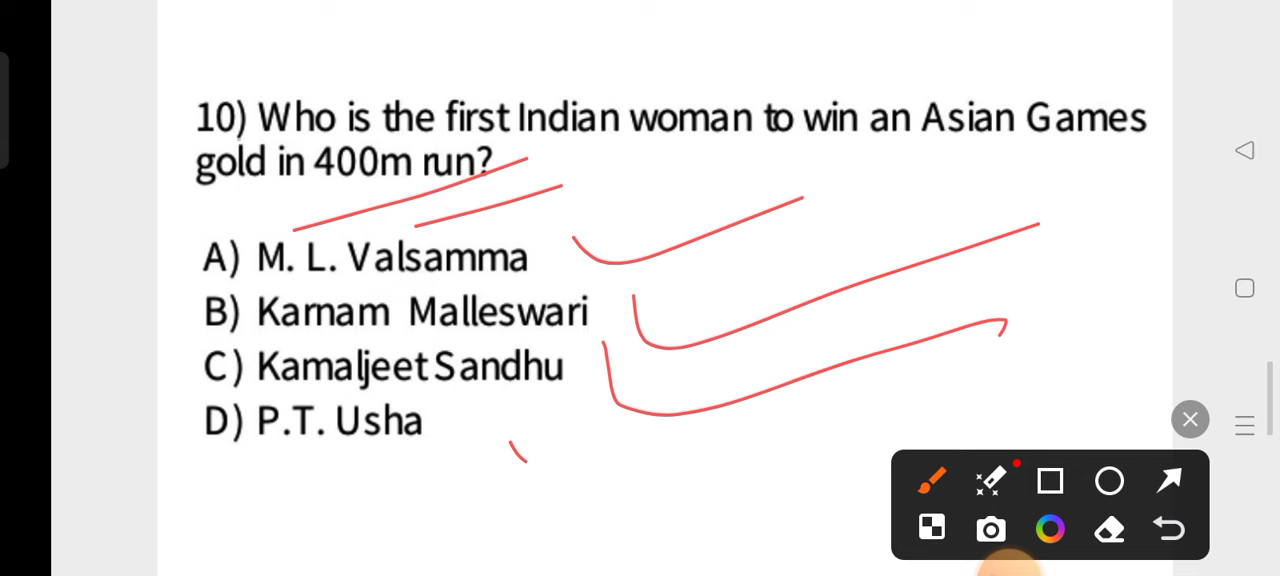 10) Who is the first Indian woman to win an Asian Games
gold in 400m run?
A) M. L. Valsamma
B) Karnam Malleswari
C) Kamaljeet Sandhu
D) P.T. Usha